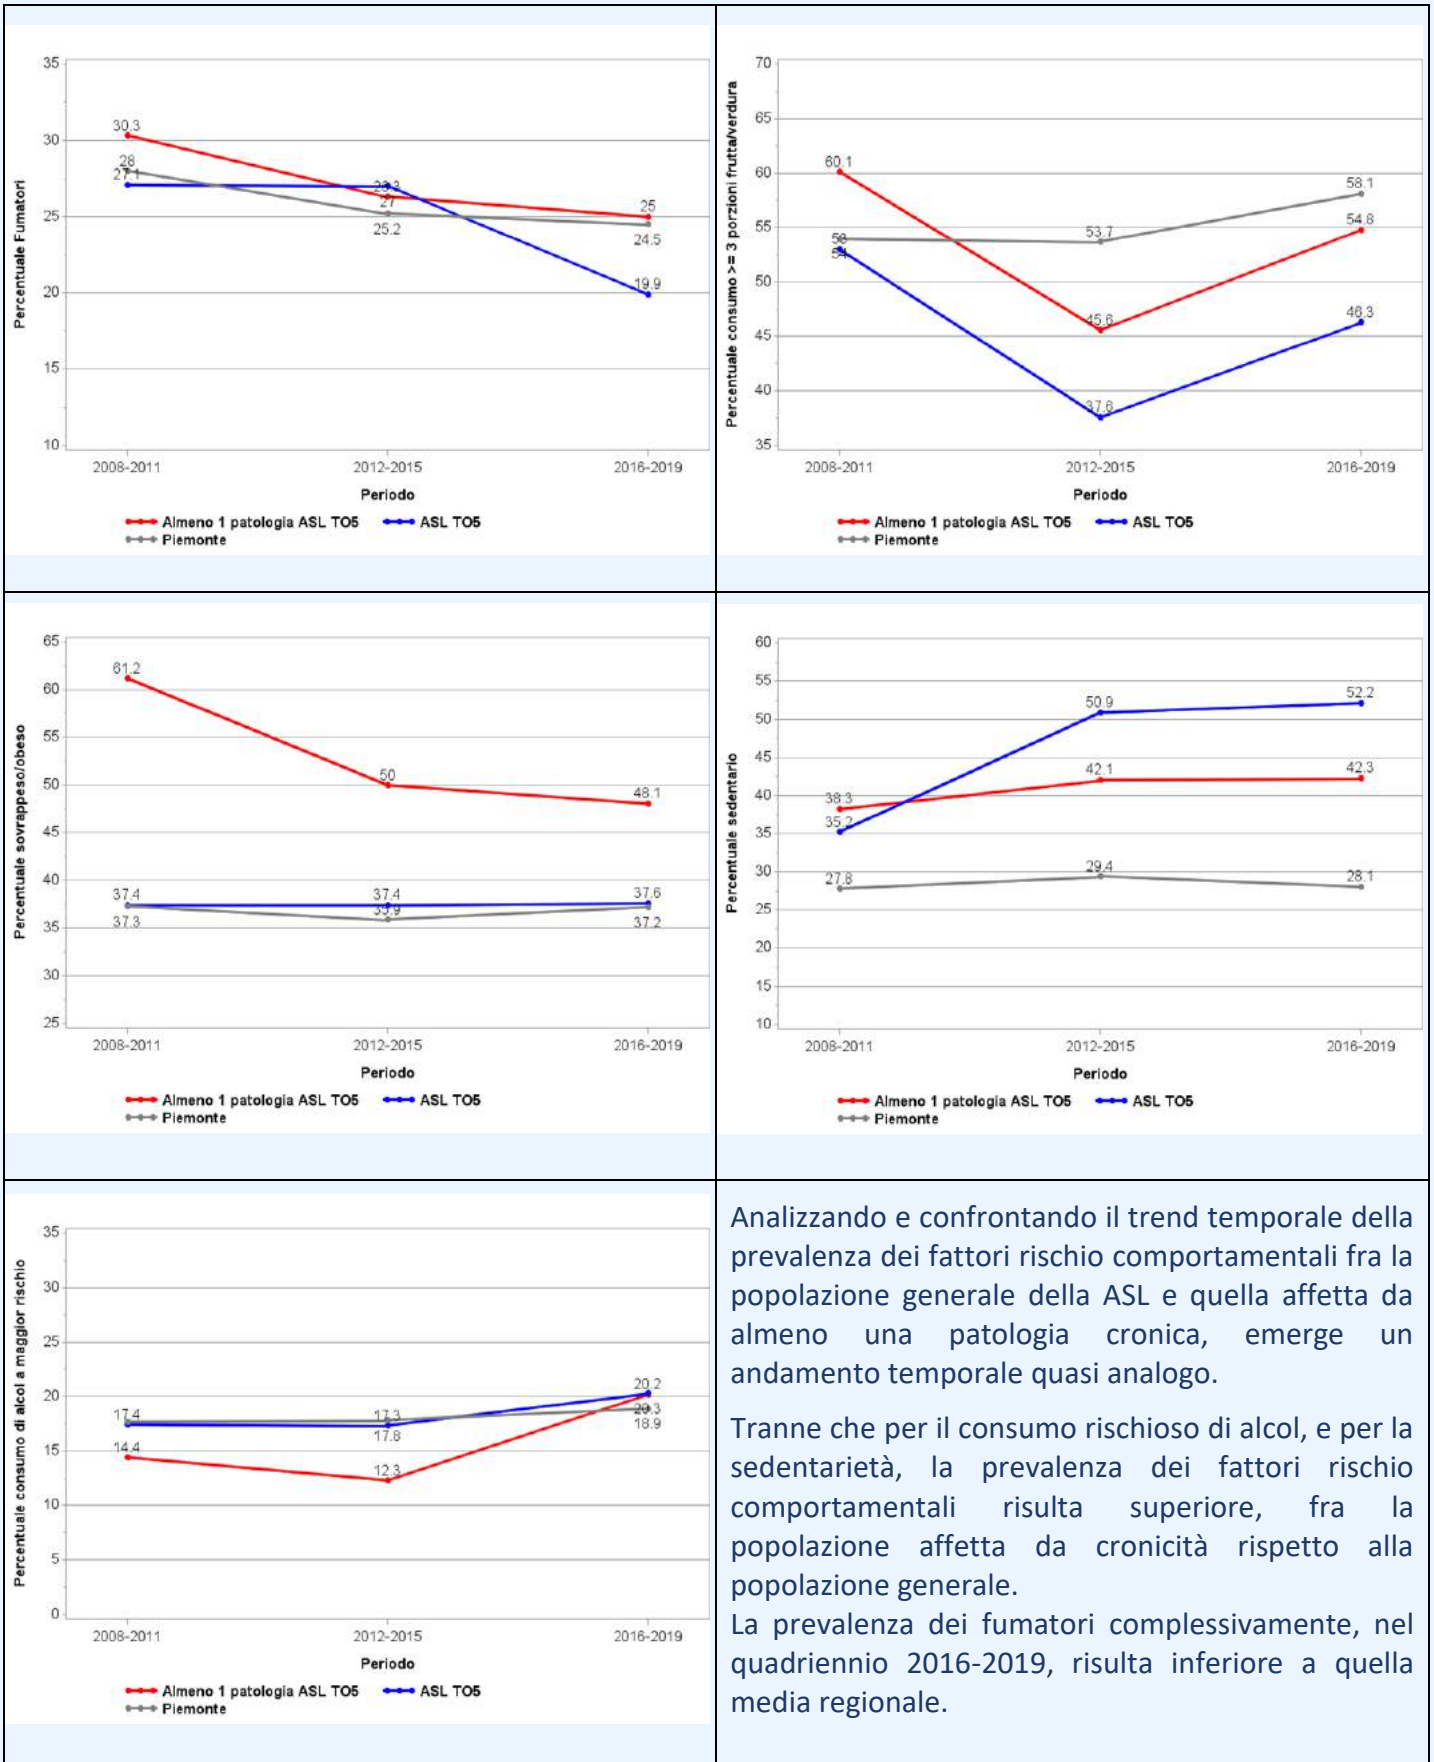 35
30
25
20
15
10
Percentuale Fumatori
30.3
28
27.1
26.3
27
25.2
25
24.5
19.9
2008-2011 2012-2015 2016-2019
Periodo
Almeno 1 patologia ASL TO5 ASL TO5
Piemonte
70
65
60
55
50
45
40
35
Percentuale consumo >= 3 porzioni frutta/verdura
60.1
53
54
53.7
45.6
37.6
58.1
54.8
46.3
2008-2011 2012-2015 2016-2019
Periodo
Almeno 1 patologia ASL TO5 ASL TO5
Piemonte
65
60
55
50
45
40
35
30
25
Percentuale sovrappeso/obeso
61.2
50
48.1
37.4
37.3
37.4
35.9
37.6
37.2
2008-2011 2012-2015 2016-2019
Periodo
Almeno 1 patologia ASL TO5 ASL TO5
Piemonte
60
55
50
45
40
35
30
25
20
15
10
Percentuale sedentario
38.3
35.2
27.8
50.9
42.1
29.4
52.2
42.3
28.1
2008-2011 2012-2015 2016-2019
Periodo
Almeno 1 patologia ASL TO5 ASL TO5
Piemonte
35
30
25
20
15
10
5
0
Percentuale consumo di alcol a maggior rischio
17.4
14.4
17.3
17.8
12.3
20.2
20.3
18.9
2008-2011 2012-2015 2016-2019
Periodo
Almeno 1 patologia ASL TO5 ASL TO5
Piemonte
Analizzando e confrontando il trend temporale della
prevalenza dei fattori rischio comportamentali fra la
popolazione generale della ASL e quella affetta da
almeno una patologia cronica, emerge un
andamento temporale quasi analogo.
Tranne che per il consumo rischioso di alcol, e per la
sedentarietà, la prevalenza dei fattori rischio
comportamentali risulta superiore, fra la
popolazione affetta da cronicità rispetto alla
popolazione generale.
La prevalenza dei fumatori complessivamente, nel
quadriennio 2016-2019, risulta inferiore a quella
media regionale.